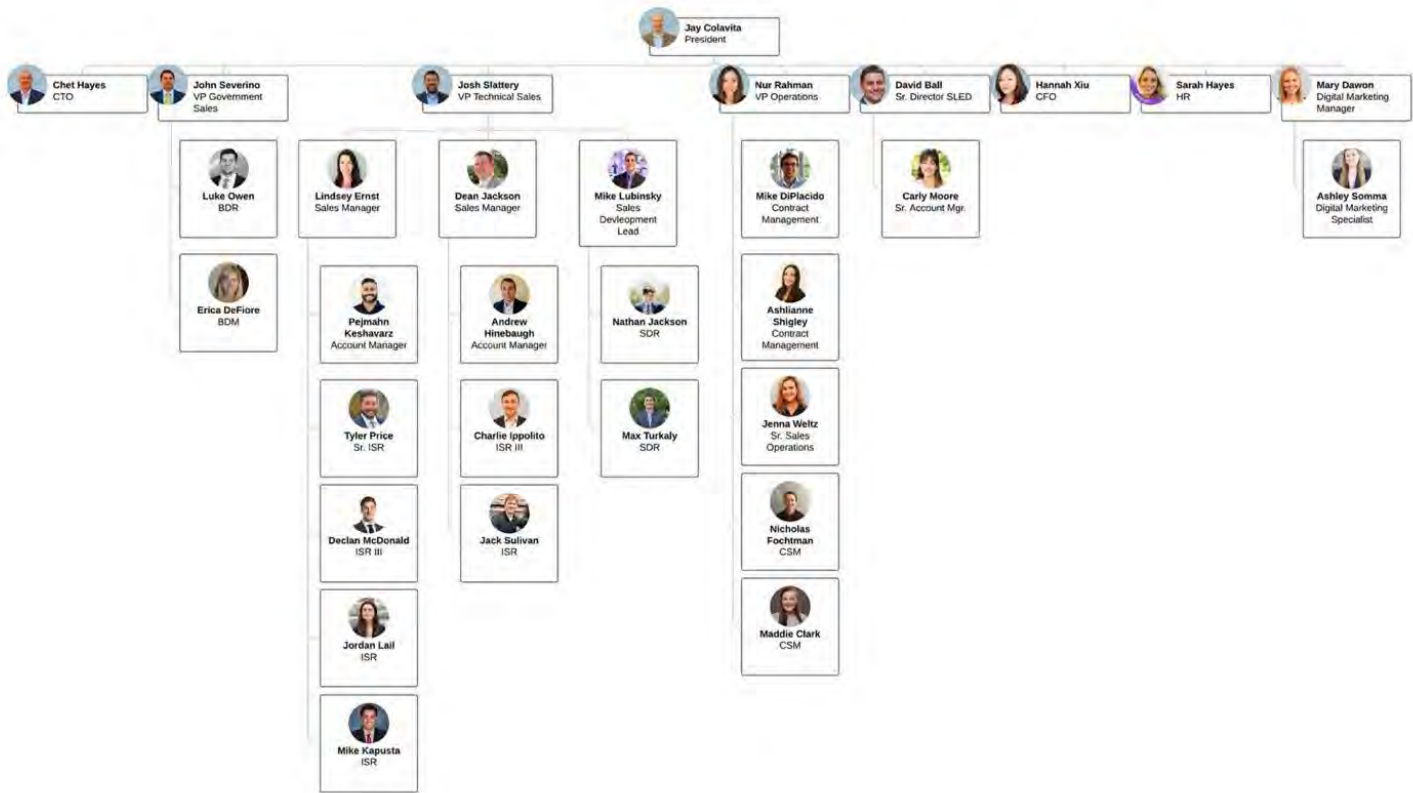 Jay Colavita
President
Chet Hayes
CTO
John Severino
VP Government
Sales
Josh Slattery
VP Technical Sales
Nur Rahman
VP Operations
David Ball
Sr. Director SLED
Hannah Xiu
CFO
Sarah Hayes
HR
Mary Dawon
Digital Marketing
Manager
Luke Owen
BDR
Erica DeFiore
BDM
Lindsey Ernst
Sales Manager
Pejmahn
Keshavarz
Account Manager
Tyler Price
Sr. ISR
Declan McDonald
ISR III
Jordan Lail
ISR
Mike Kapusta
ISR
Dean Jackson
Sales Manager
Andrew
Hinebaugh
Account Manager
Charlie Ippolito
ISR III
Jack Sulivan
ISR
Mike Lubinsky
Sales
Devleopment
Lead
Nathan Jackson
SDR
Max Turkaly
SDR
Mike DiPlacido
Contract
Management
Ashlianne
Shigley
Contract
Management
Jenna Weltz
Sr. Sales
Operations
Nicholas
Fochtman
CSM
Maddie Clark
CSM
Carly Moore
Sr. Account Mgr.
Ashley Somma
Digital Marketing
Specialist